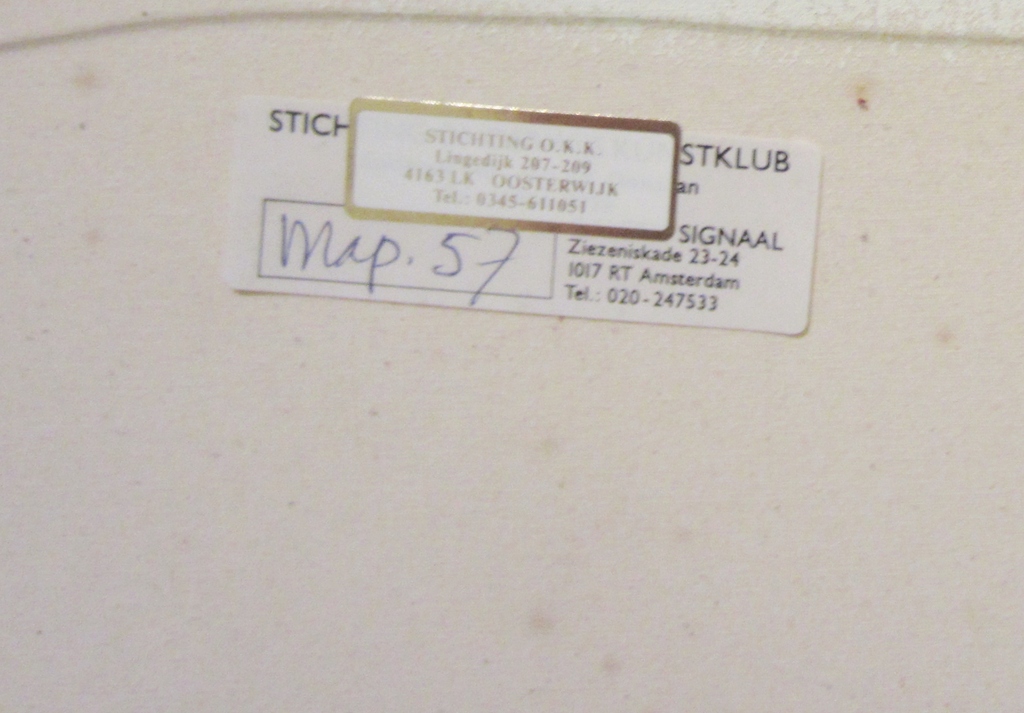 STICH STKLUB
STICHTING O.K.K.
Lingedijk 207-209
4163 LK OOSTERWIJK
Tel.: 0345-611051
an
SIGNAAL
Map. 57
Ziezeniskade 23-24
1017 RT Amsterdam
Tel.: 020-247533